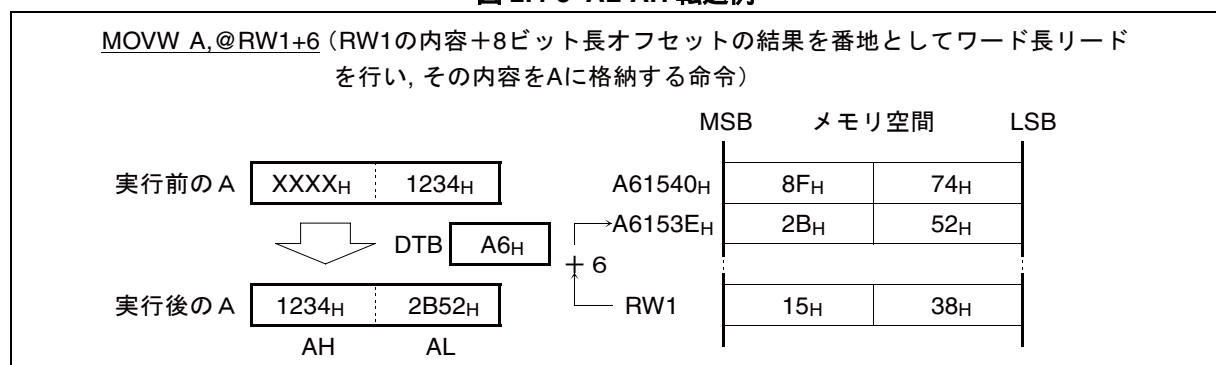 MOVW A,@RW1+6 (RW1の内容+8ビット長オフセットの結果を番地としてワード長リード
を行い, その内容をAに格納する命令)
MSB メモリ空間 LSB
実行前のA XXXXH 1234H A61540H 8FH 74H
A6153EH 2BH 52H
DTB A6H
+ 6
実行後のA 1234H 2B52H RW1 15H 38H
AH AL